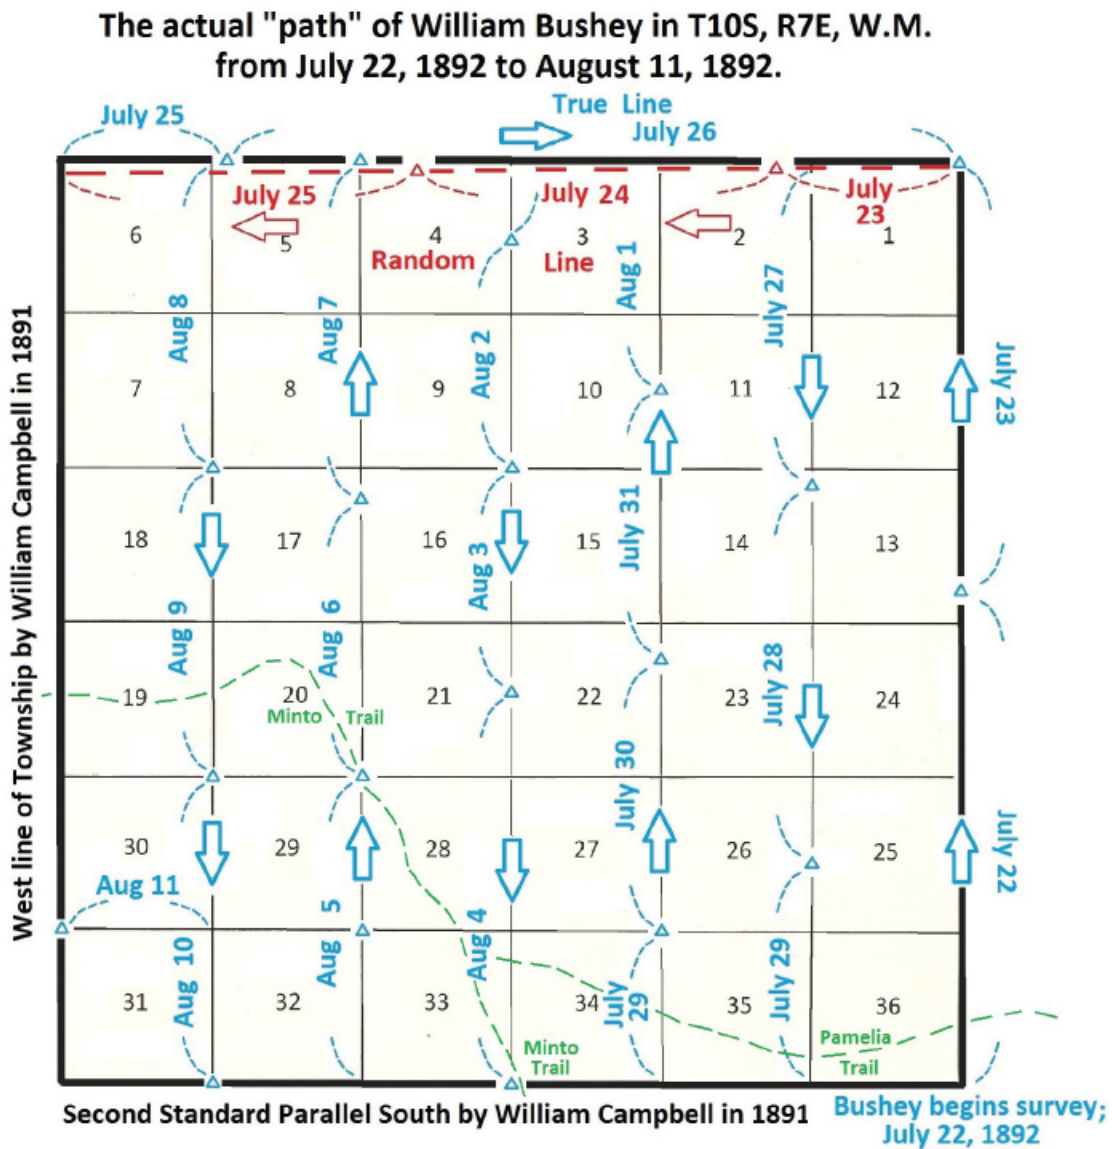 The actual "path" of William Bushey in T10S, R7E, W.M.
from July 22, 1892 to August 11, 1892.
True Line
July 25
July 26
July 25
July 24
July
23
6
5
4
3
2
1
Random
Line
Aug 8
Aug 7
Aug 2
Aug 1
July 27
July 23
7
8
9
10
11
12
West line of Township by William Campbell in 1891
18
17
16
15
14
13
Aug 3
July 31
Aug 9
Aug 6
July 28
19
20
21
22
23
24
Minto
Trail
July 30
30
29
28
27
26
25
July 22
Aug 11
Aug 10
Aug 5
Aug 4
July
29
July 29
31
32
33
34
35
36
Minto
Trail
Pamelia
Trail
Second Standard Parallel South by William Campbell in 1891
Bushey begins survey;
July 22, 1892